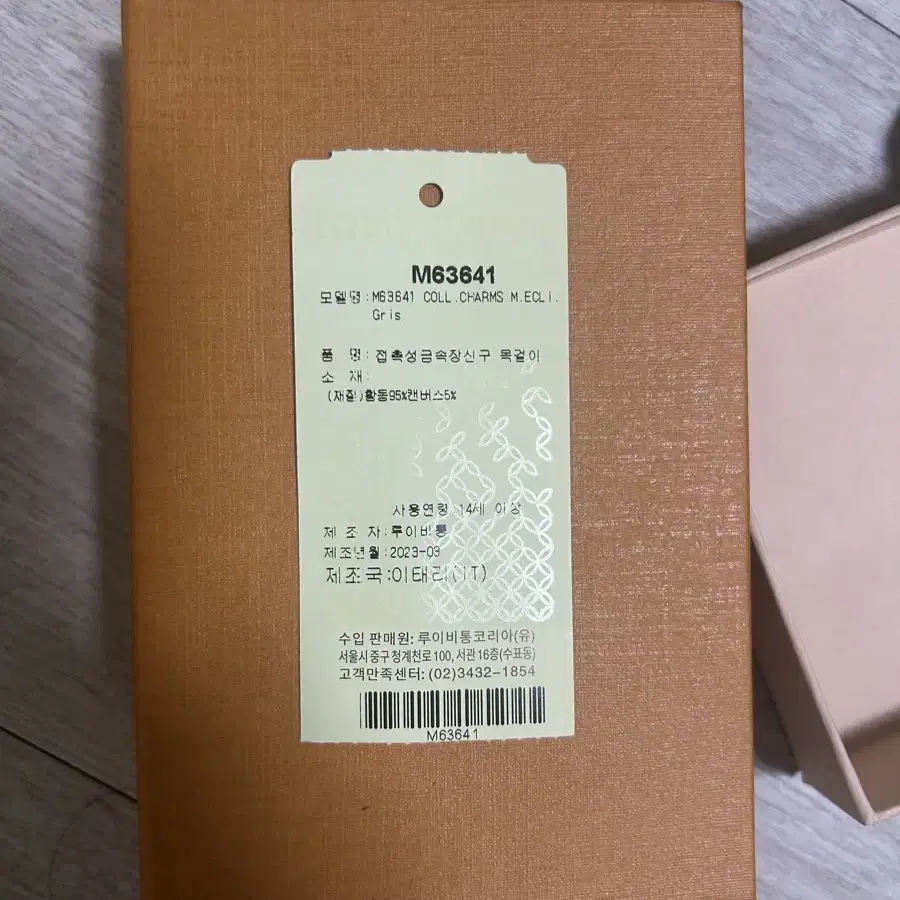 M63641
모델명:M63641 COLL.CHARMS M.ECLI.
Gris
품 명: 접촉성금속장신구 목걸이
소 재:
(재질)황동95%캔버스5%
사용연령:14세 이상
제 조 자:루이비통
제조년월:2023-03
제조국:이태리(IT)
수입 판매원: 루이비통코리아(유)
서울시 중구 청계천로 100, 서관 16층(수표동)
고객만족센터: (02)3432-1854
M63641